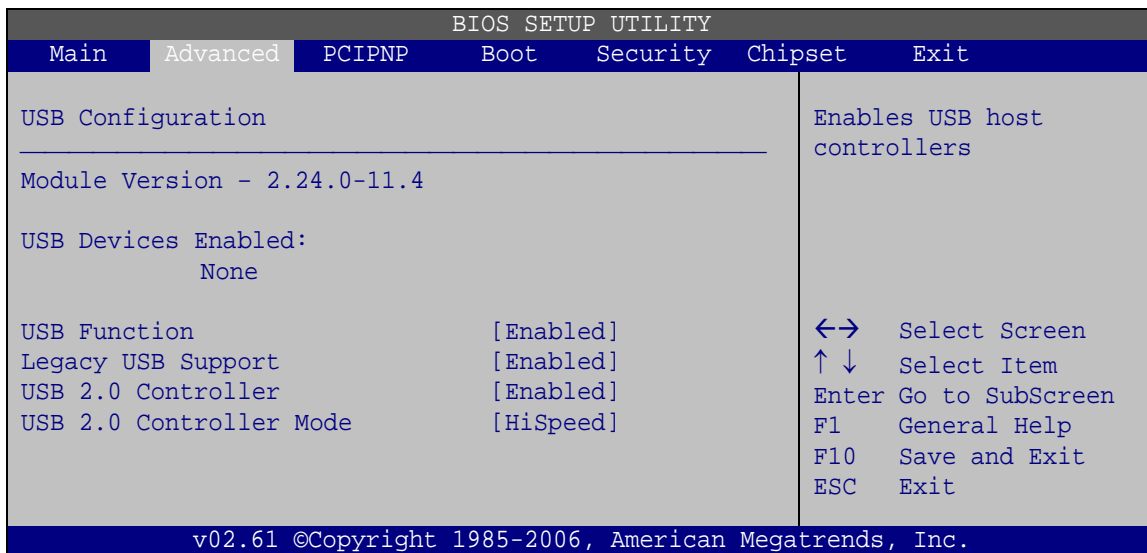 BIOS SETUP UTILITY
Main Advanced PCIPNP Boot Security Chipset Exit
USB Configuration
Module Version – 2.24.0-11.4
USB Devices Enabled:
None
USB Function [Enabled]
Legacy USB Support [Enabled]
USB 2.0 Controller [Enabled]
USB 2.0 Controller Mode [HiSpeed]
Enables USB host
controllers
←→ Select Screen
↑ ↓ Select Item
Enter Go to SubScreen
F1 General Help
F10 Save and Exit
ESC Exit
v02.61 ©Copyright 1985-2006, American Megatrends, Inc.